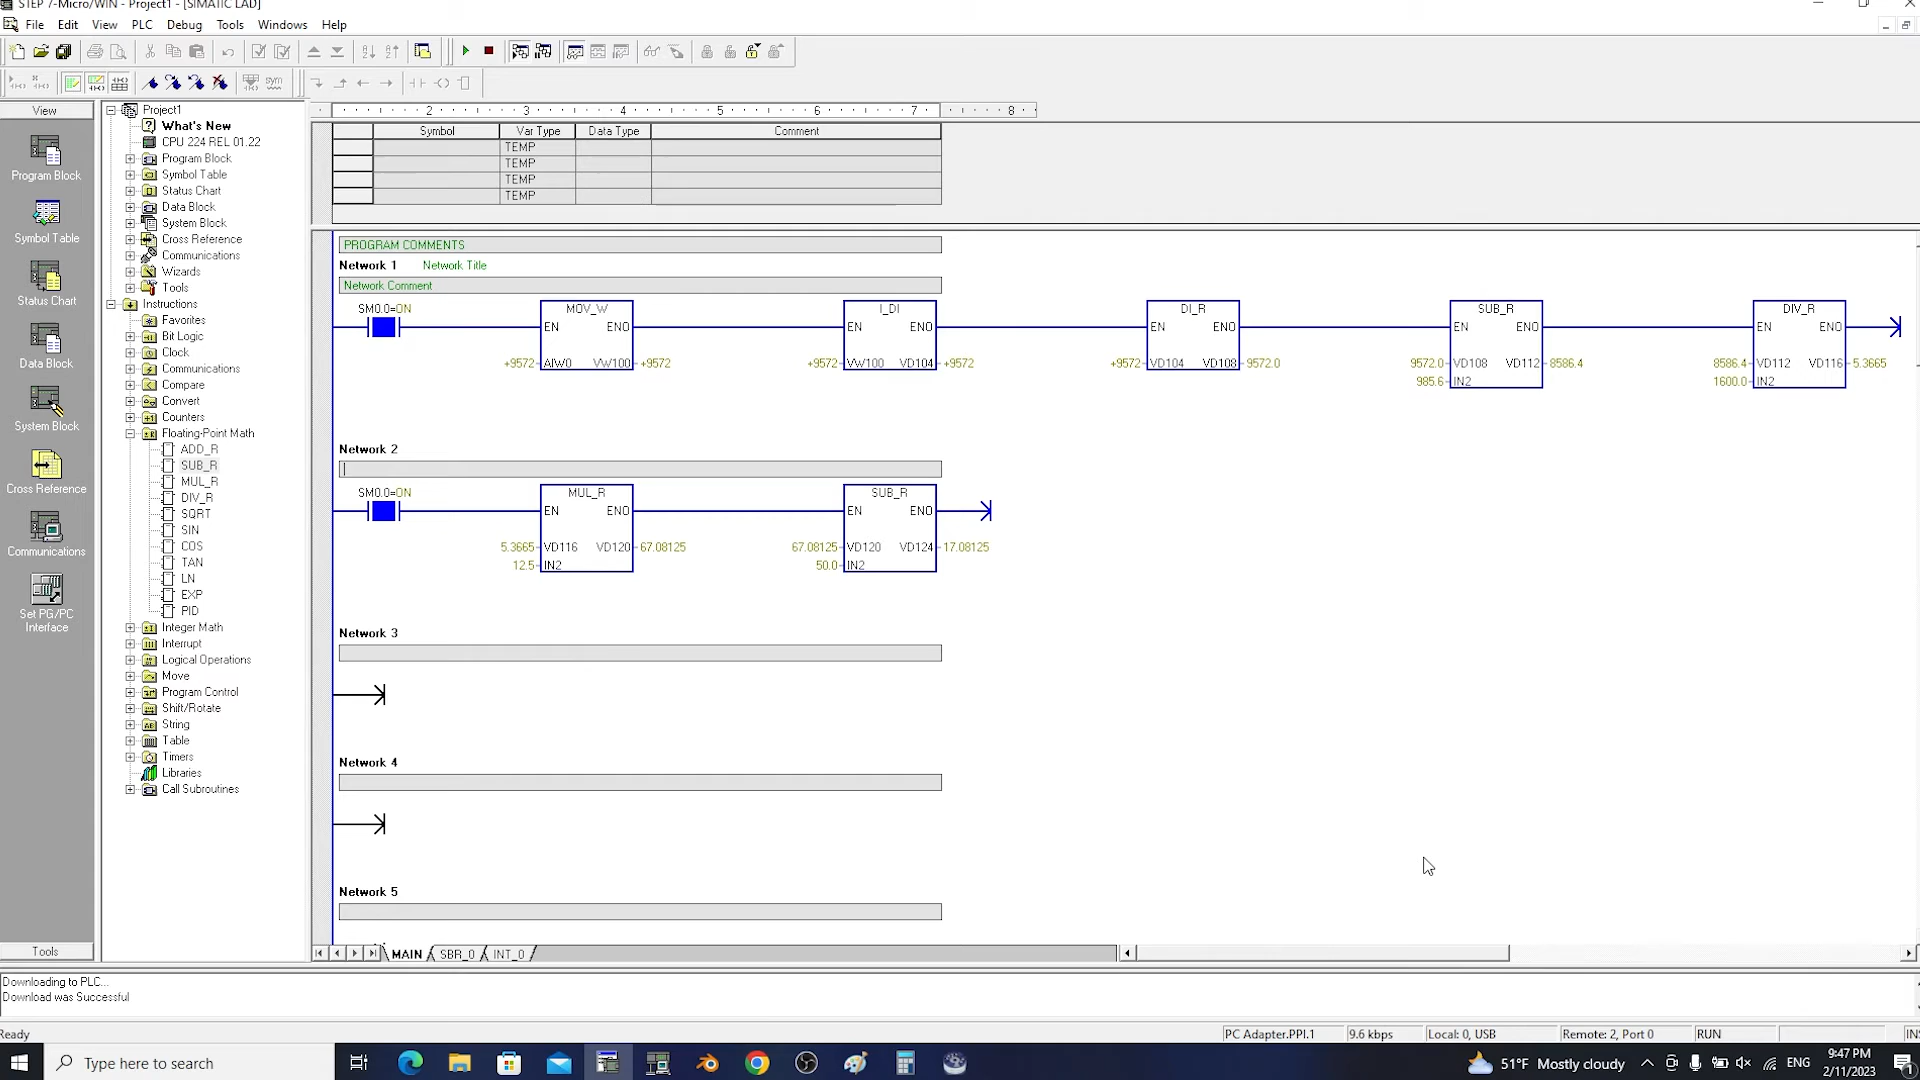 STEP 7-Micro/WIN - Project1 - [SIMATIC LAD]
File Edit View PLC Debug Tools Windows Help
View
Program Block
Symbol Table
Status Chart
Data Block
System Block
Cross Reference
Communications
Set PG/PC
Interface
Tools
Project1
What's New
CPU 224 REL 01.22
Program Block
Symbol Table
Status Chart
Data Block
System Block
Cross Reference
Communications
Wizards
Tools
Instructions
Favorites
Bit Logic
Clock
Communications
Compare
Convert
Counters
Floating-Point Math
ADD_R
SUB_R
MUL_R
DIV_R
SQRT
SIN
COS
TAN
LN
EXP
PID
Integer Math
Interrupt
Logical Operations
Move
Program Control
Shift/Rotate
String
Table
Timers
Libraries
Call Subroutines
sym
2 3 4 5 6 7 8
Symbol Var Type Data Type Comment
TEMP
TEMP
TEMP
TEMP
PROGRAM COMMENTS
Network 1 Network Title
Network Comment
SM0.0=ON MOV_W I_DI DI_R SUB_R DIV_R
EN ENO EN ENO EN ENO EN ENO EN ENO
+9572 AIW0 VW100 +9572 +9572 VW100 VD104 +9572 +9572 VD104 VD108 9572.0 9572.0 VD108 VD112 8586.4 8586.4 VD112 VD116 5.3665
985.6 IN2 1600.0 IN2
Network 2
SM0.0=ON MUL_R SUB_R
EN ENO EN ENO
5.3665 VD116 VD120 67.08125 67.08125 VD120 VD124 17.08125
12.5 IN2 50.0 IN2
Network 3
Network 4
Network 5
MAIN SBR_0 INT_0
Downloading to PLC...
Download was Successful
Ready PC Adapter.PPI.1 9.6 kbps Local: 0, USB Remote: 2, Port 0 RUN INS
Type here to search
51°F Mostly cloudy ENG 9:47 PM
2/11/2023
1